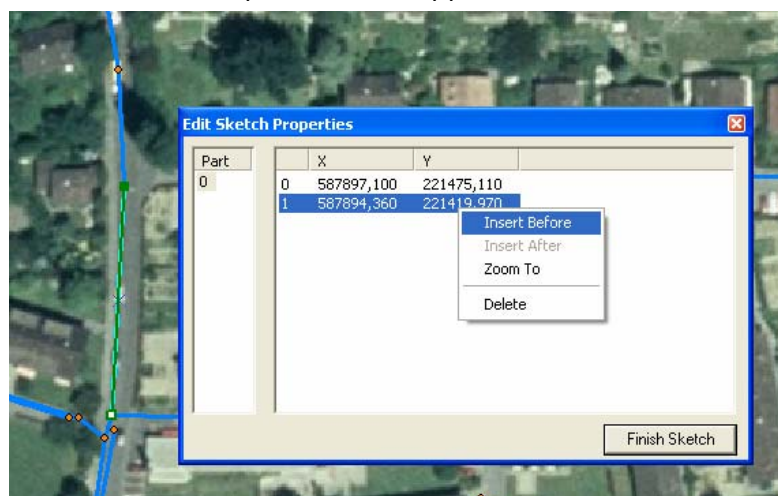 Edit Sketch Properties
Part X Y
0 0 587897,100 221475,110
1 587894,360 221419,970
Insert Before
Insert After
Zoom To
Delete
Finish Sketch